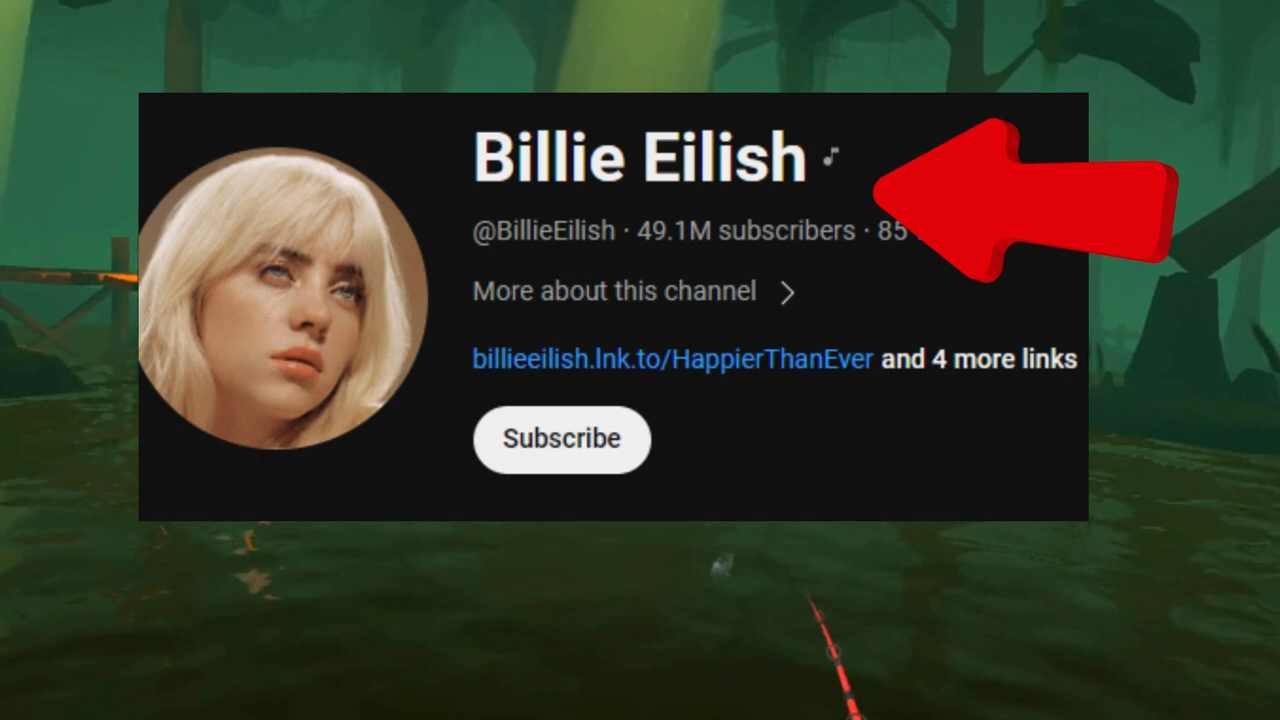 Billie Eilish
@BillieEilish · 49.1M subscribers · 85
More about this channel
billieeilish.lnk.to/HappierThanEver and 4 more links
Subscribe